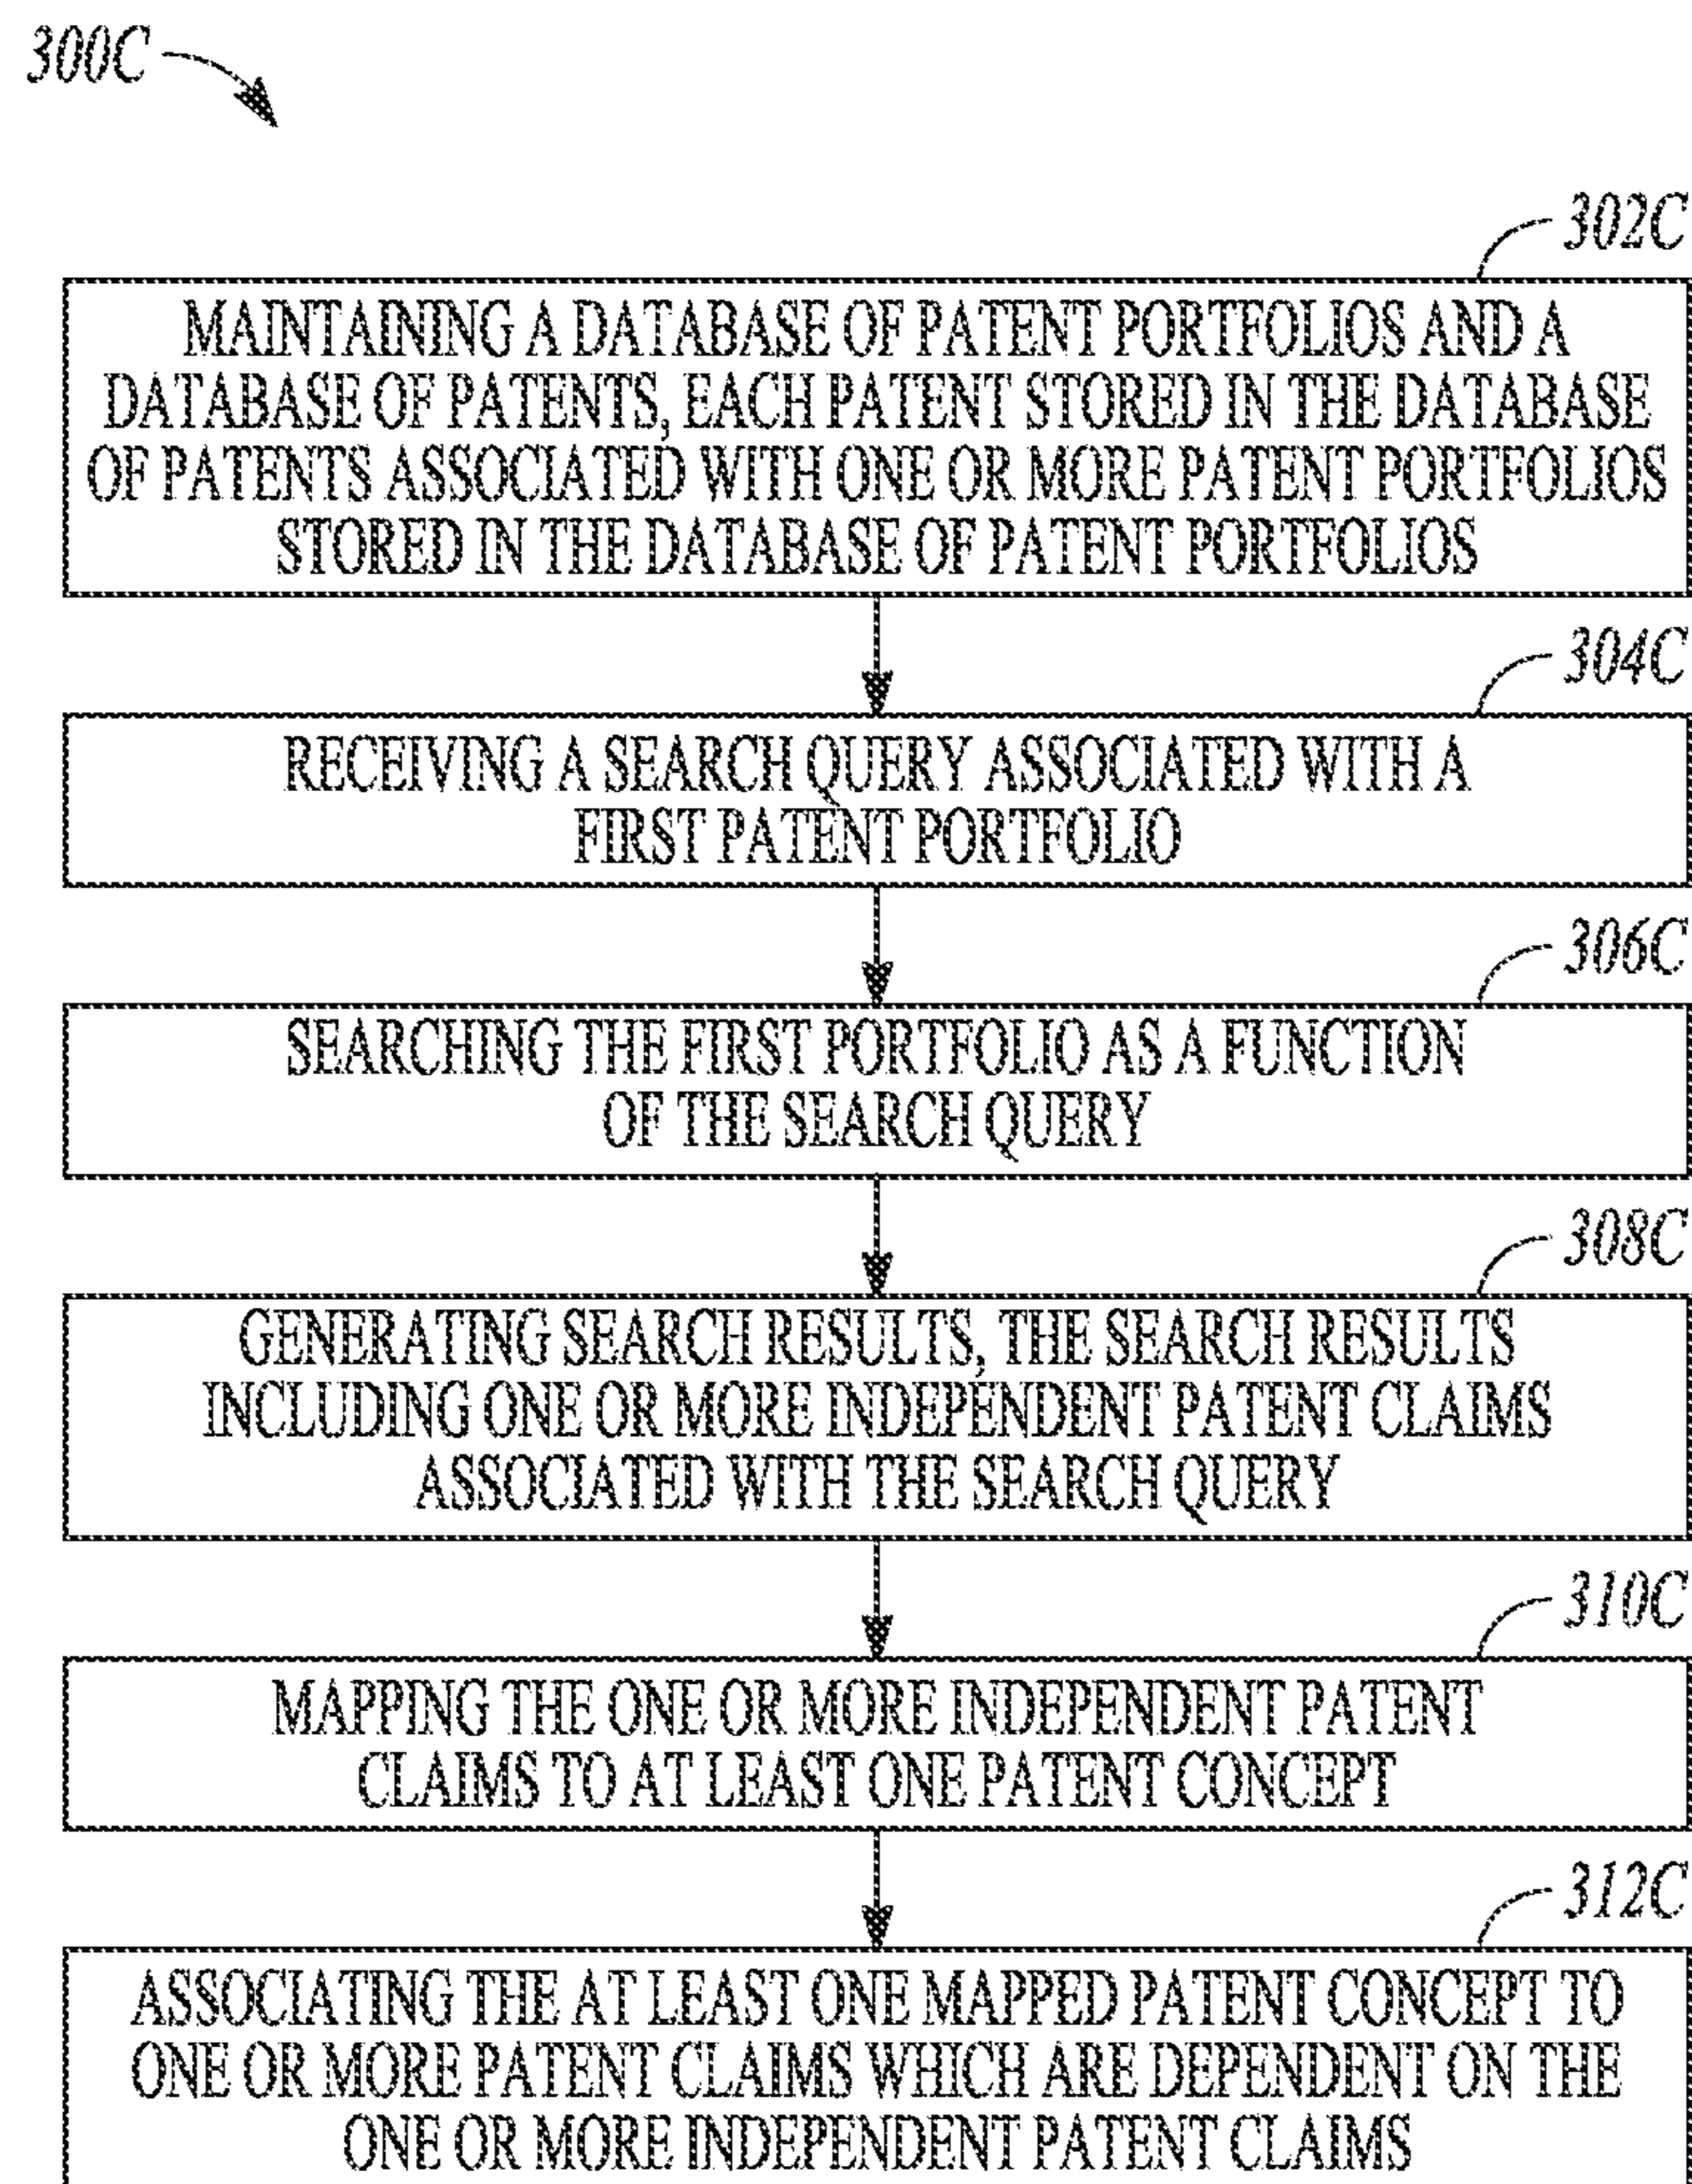 300C
302C
MAINTAINING A DATABASE OF PATENT PORTFOLIOS AND A
DATABASE OF PATENTS, EACH PATENT STORED IN THE DATABASE
OF PATENTS ASSOCIATED WITH ONE OR MORE PATENT PORTFOLIOS
STORED IN THE DATABASE OF PATENT PORTFOLIOS
304C
RECEIVING A SEARCH QUERY ASSOCIATED WITH A
FIRST PATENT PORTFOLIO
306C
SEARCHING THE FIRST PORTFOLIO AS A FUNCTION
OF THE SEARCH QUERY
308C
GENERATING SEARCH RESULTS, THE SEARCH RESULTS
INCLUDING ONE OR MORE INDEPENDENT PATENT CLAIMS
ASSOCIATED WITH THE SEARCH QUERY
310C
MAPPING THE ONE OR MORE INDEPENDENT PATENT
CLAIMS TO AT LEAST ONE PATENT CONCEPT
312C
ASSOCIATING THE AT LEAST ONE MAPPED PATENT CONCEPT TO
ONE OR MORE PATENT CLAIMS WHICH ARE DEPENDENT ON THE
ONE OR MORE INDEPENDENT PATENT CLAIMS